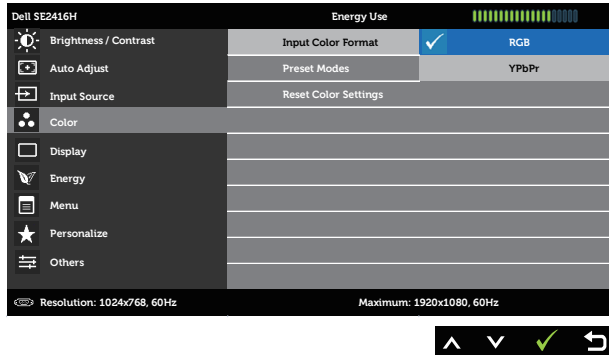 Dell SE2416H Energy Use
Brightness / Contrast Input Color Format RGB
Auto Adjust Preset Modes YPbPr
Input Source Reset Color Settings
Color
Display
Energy
Menu
Personalize
Others
Resolution: 1024x768, 60Hz Maximum: 1920x1080, 60Hz